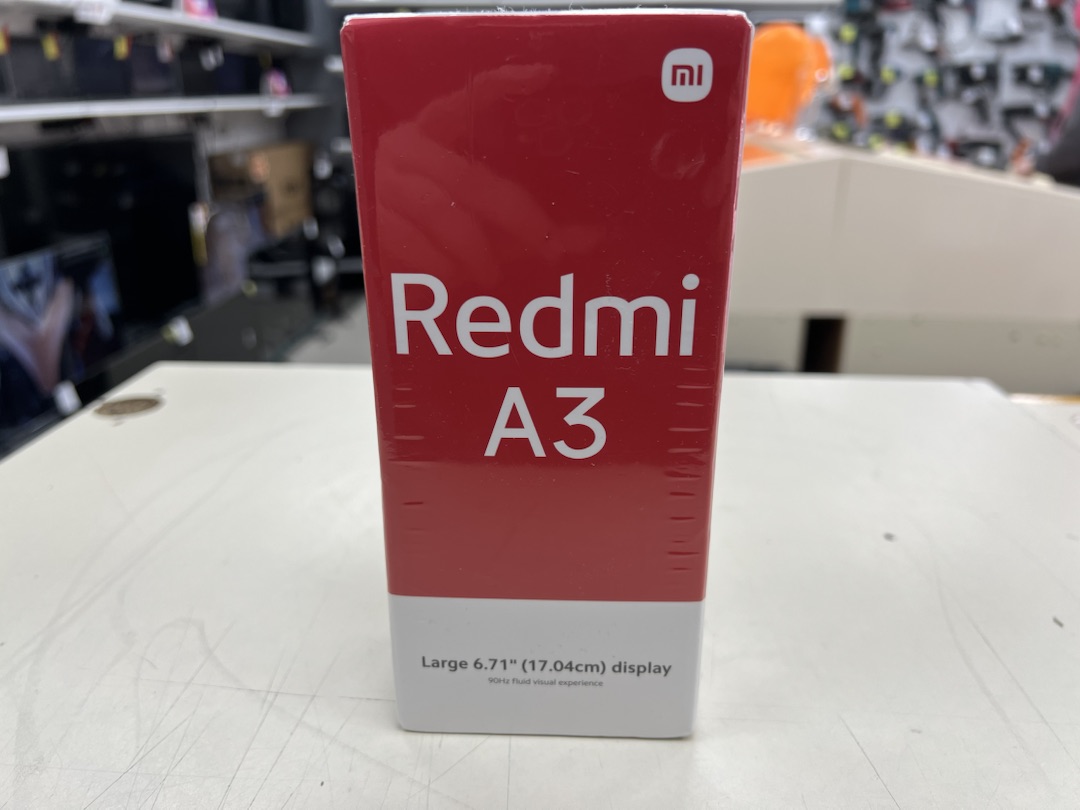 mi
Redmi
A3
Large 6.71" (17.04cm) display
90Hz fluid visual experience